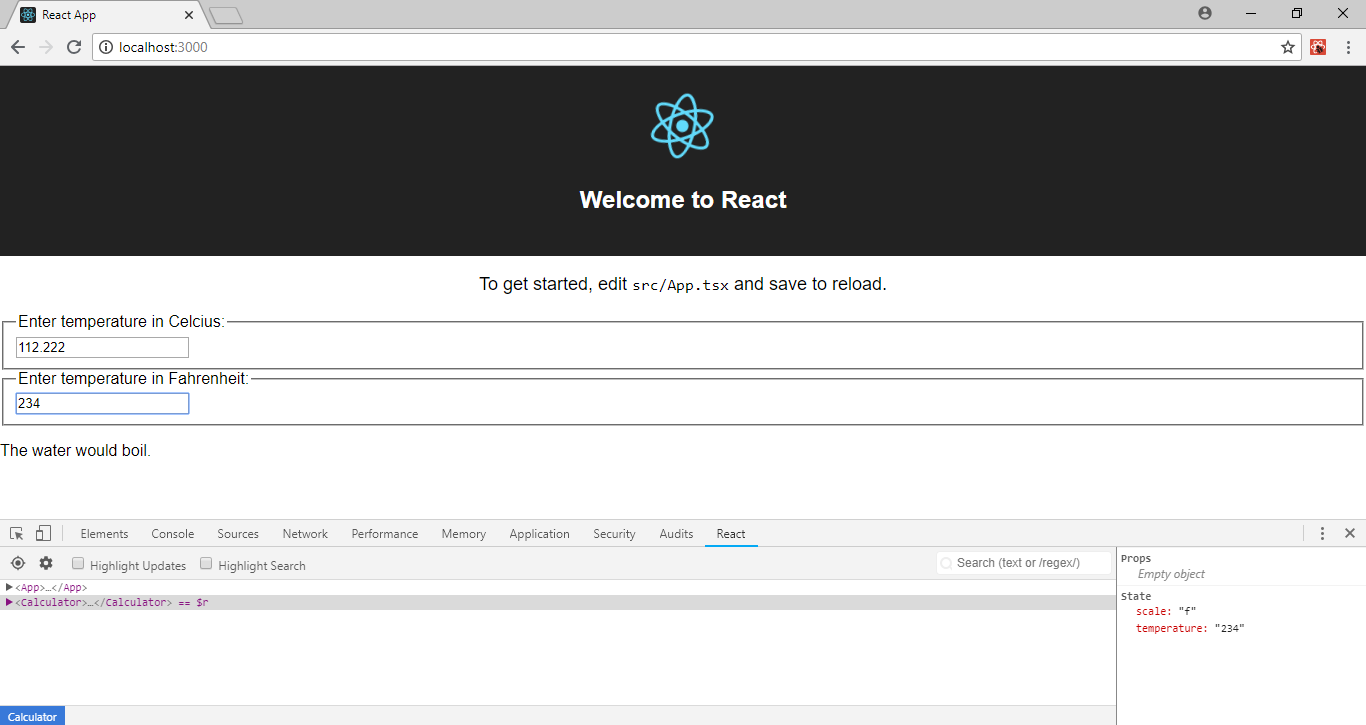 React App
localhost:3000
Welcome to React
To get started, edit src/App.tsx and save to reload.
Enter temperature in Celcius:
112.222
Enter temperature in Fahrenheit:
234
The water would boil.
Elements Console Sources Network Performance Memory Application Security Audits React
Highlight Updates Highlight Search Search (text or /regex/)
<App>…</App>
<Calculator>…</Calculator> == $r
Props
Empty object
State
scale: "f"
temperature: "234"
Calculator